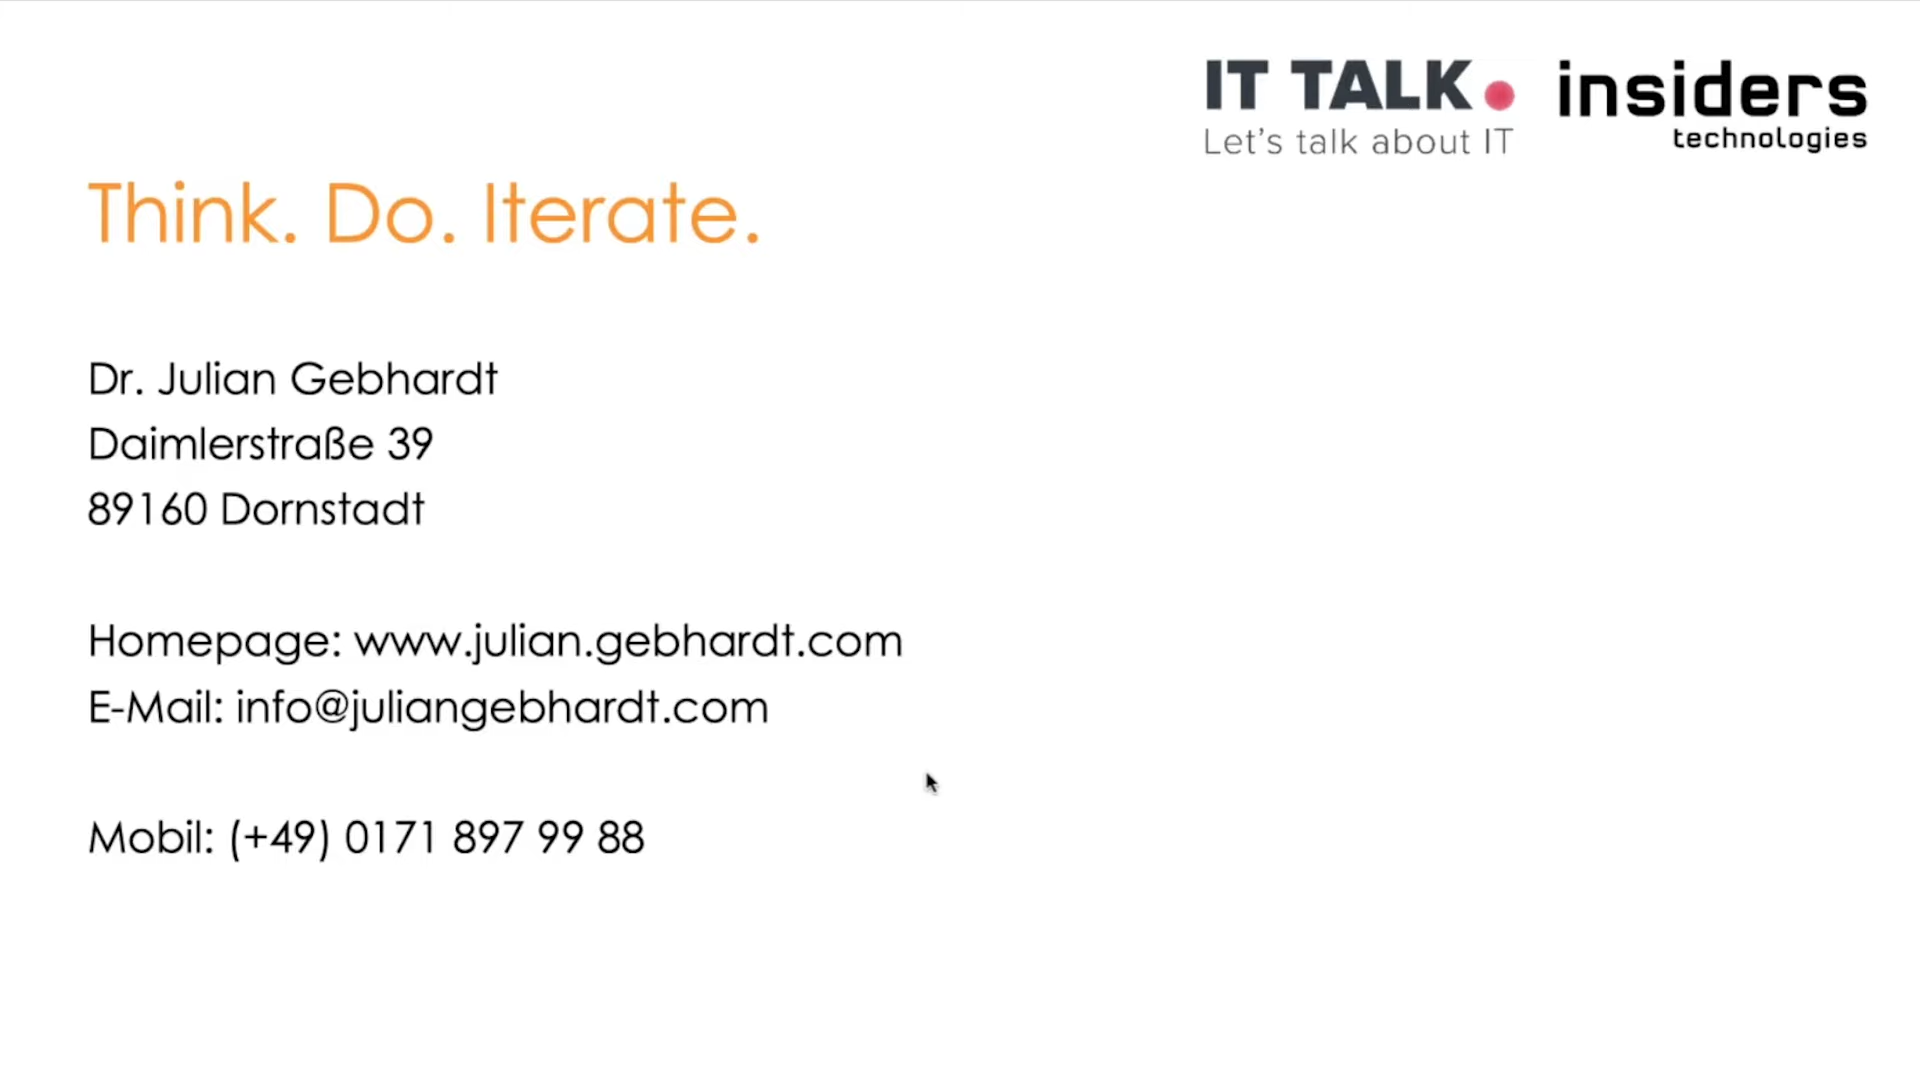 IT TALK
Let's talk about IT
insiders
technologies
Think. Do. Iterate.
Dr. Julian Gebhardt
Daimlerstraße 39
89160 Dornstadt
Homepage: www.julian.gebhardt.com
E-Mail: info@juliangebhardt.com
Mobil: (+49) 0171 897 99 88